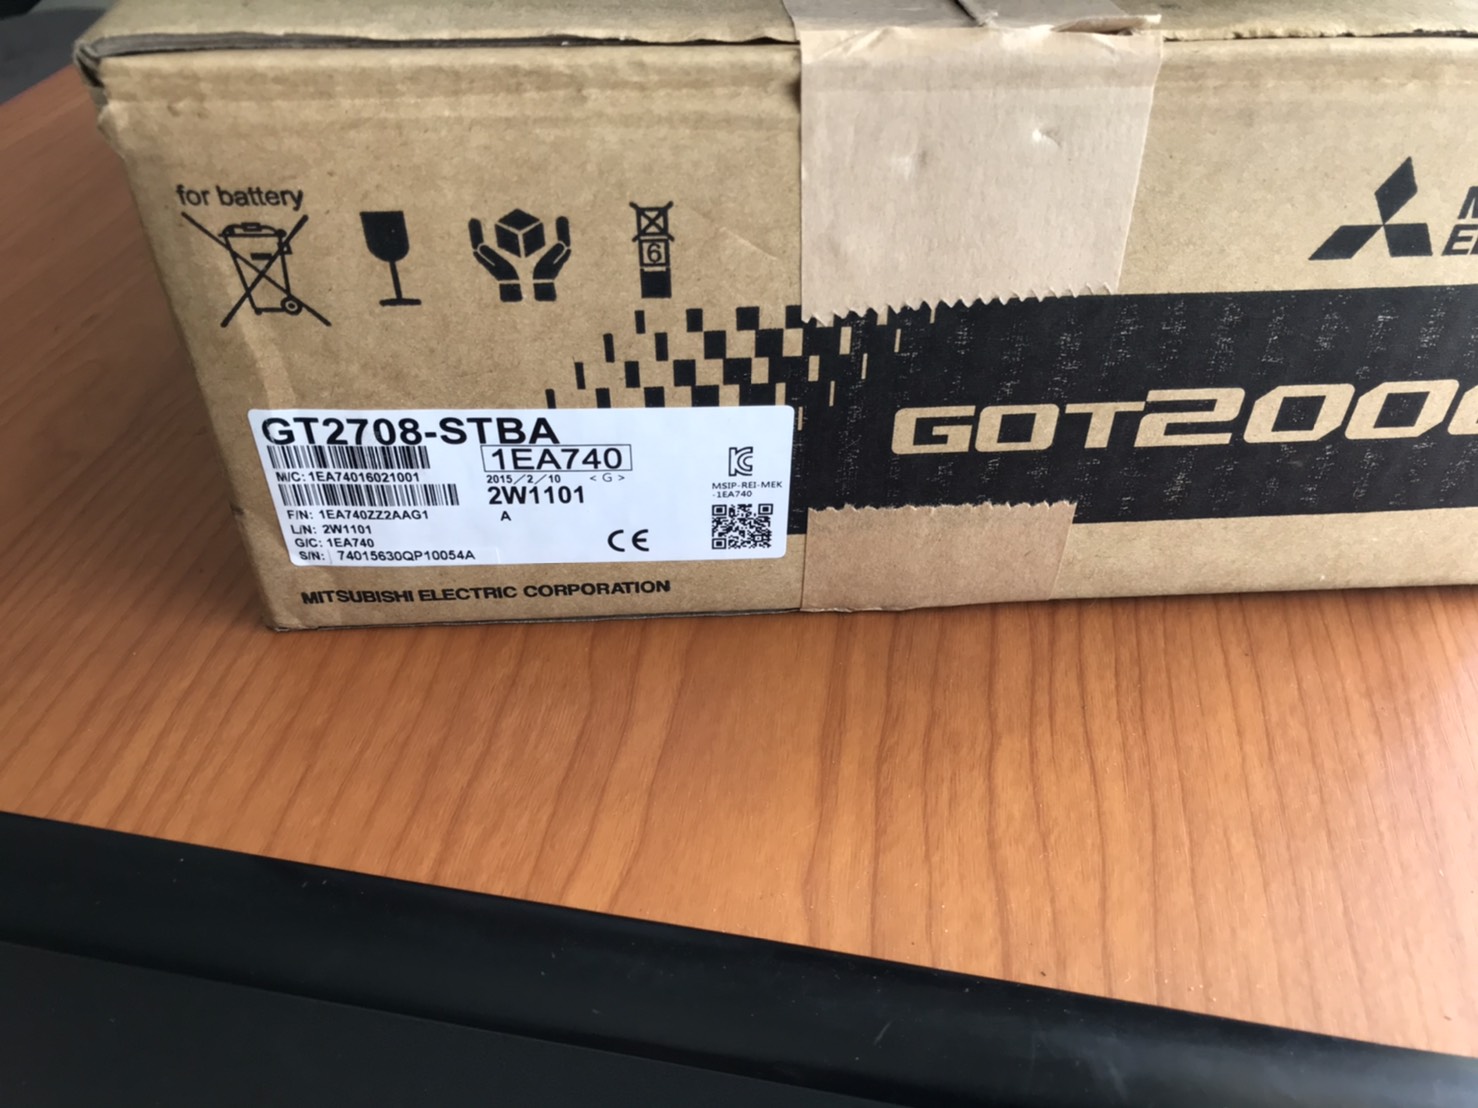 for battery
6
GOT2000
GT2708-STBA
1EA740
M/C: 1EA74016021001
2015/2/10 <G>
2W1101
A
F/N: 1EA740ZZ2AAG1
L/N: 2W1101
G/C: 1EA740
S/N: 74015630QP10054A
MSIP-REI-MEK
-1EA740
CE
MITSUBISHI ELECTRIC CORPORATION